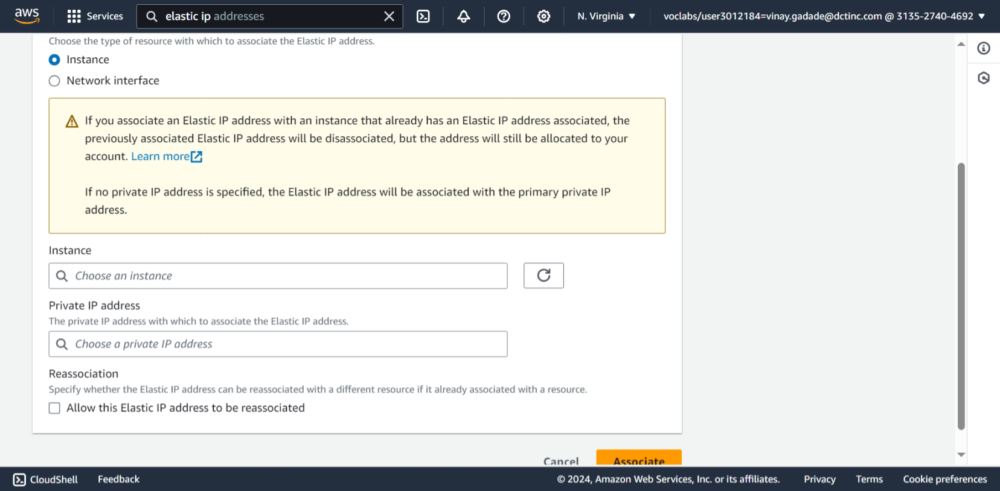 aws
Services
elastic ip addresses
N. Virginia
voclabs/user3012184=vinay.gadade@dctinc.com @ 3135-2740-4692
Choose the type of resource with which to associate the Elastic IP address.
Instance
Network interface
If you associate an Elastic IP address with an instance that already has an Elastic IP address associated, the
previously associated Elastic IP address will be disassociated, but the address will still be allocated to your
account. Learn more
If no private IP address is specified, the Elastic IP address will be associated with the primary private IP
address.
Instance
Choose an instance
Private IP address
The private IP address with which to associate the Elastic IP address.
Choose a private IP address
Reassociation
Specify whether the Elastic IP address can be reassociated with a different resource if it already associated with a resource.
Allow this Elastic IP address to be reassociated
Cancel
Associate
CloudShell
Feedback
© 2024, Amazon Web Services, Inc. or its affiliates.
Privacy
Terms
Cookie preferences